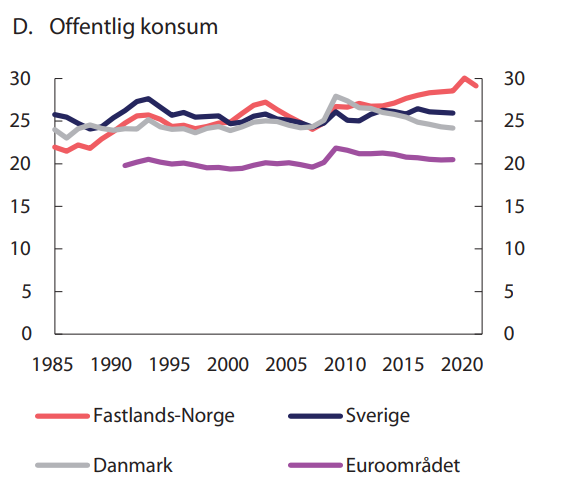 D. Offentlig konsum
30 30
25 25
20 20
15 15
10 10
5 5
0 0
1985 1990 1995 2000 2005 2010 2015 2020
Fastlands-Norge Sverige
Danmark Euroområdet